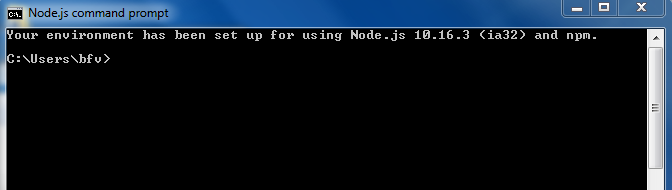 Node.js command prompt
Your environment has been set up for using Node.js 10.16.3 (ia32) and npm.
C:\Users\bfv>